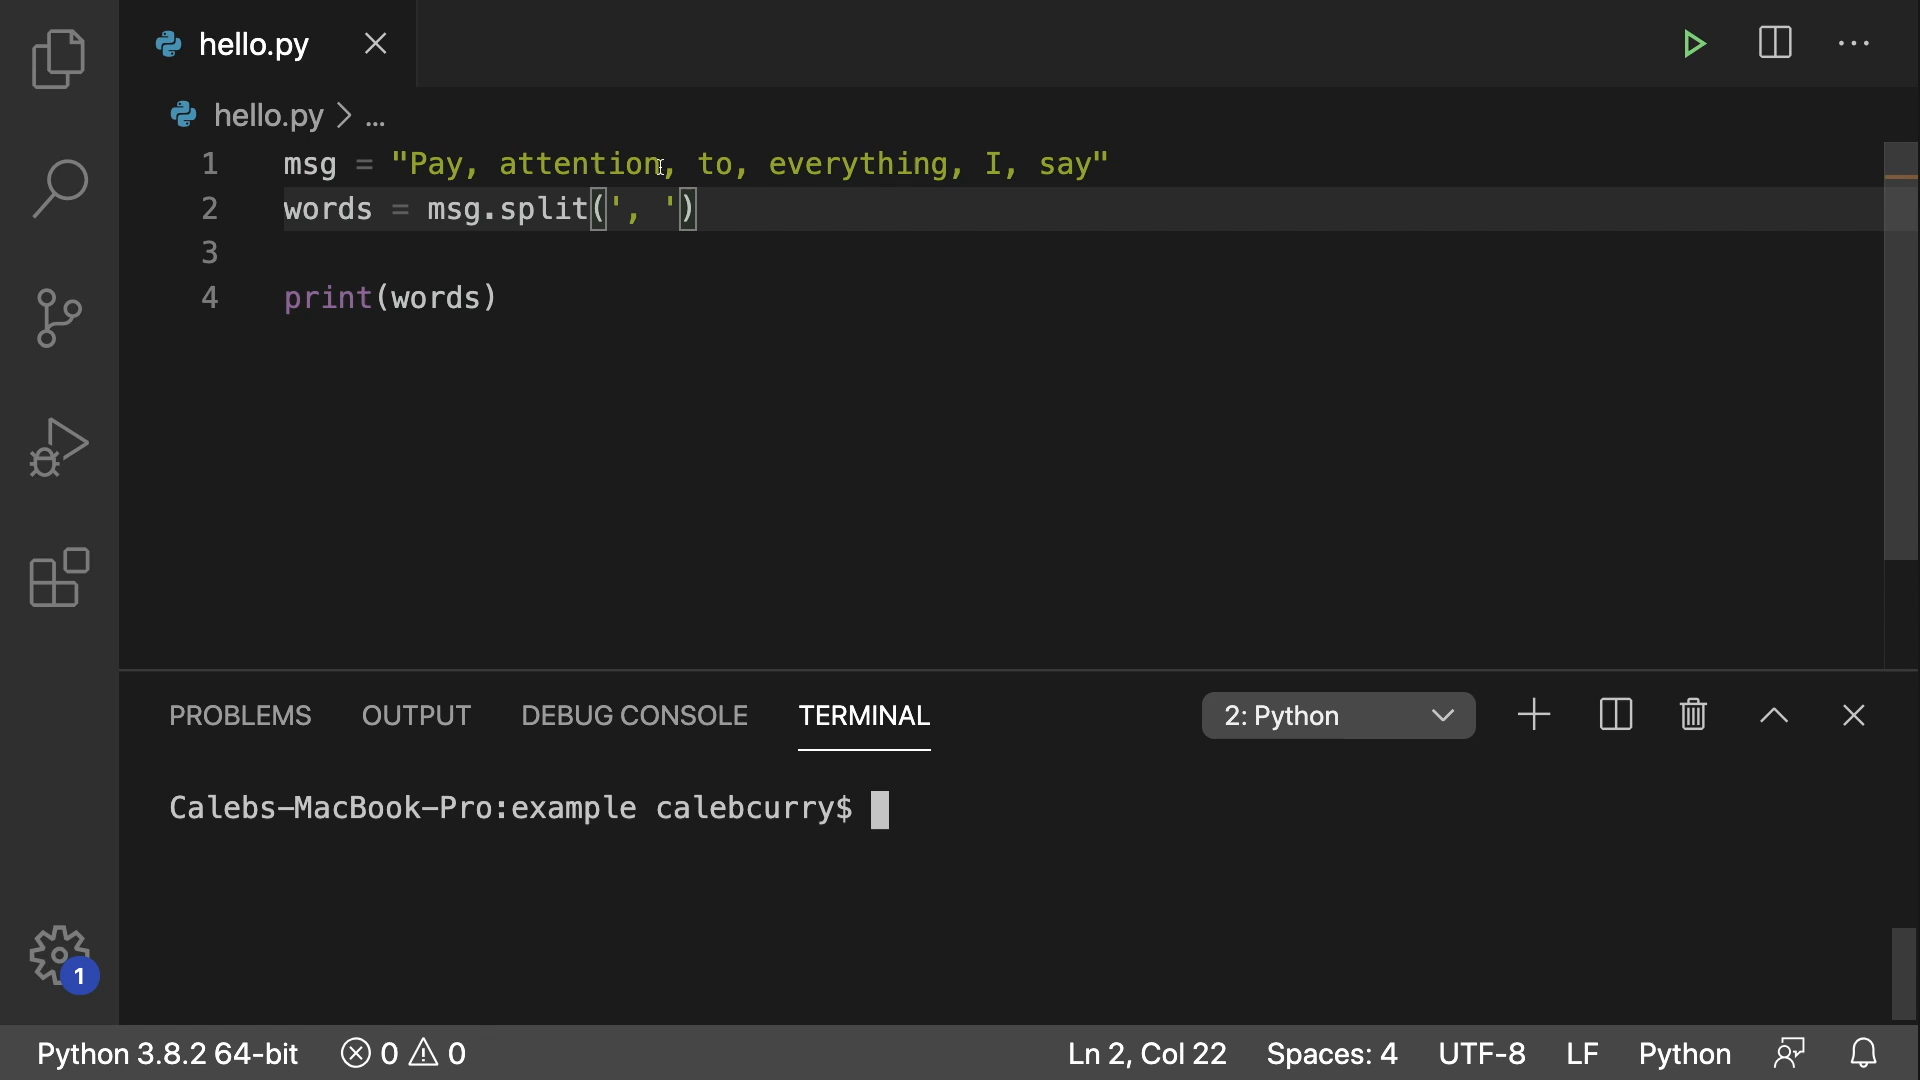 hello.py
hello.py > ...
1 msg = "Pay, attention, to, everything, I, say"
2 words = msg.split(', ')
3
4 print(words)
PROBLEMS OUTPUT DEBUG CONSOLE TERMINAL 2: Python
Calebs-MacBook-Pro:example calebcurry$
1
Python 3.8.2 64-bit 0 0 Ln 2, Col 22 Spaces: 4 UTF-8 LF Python